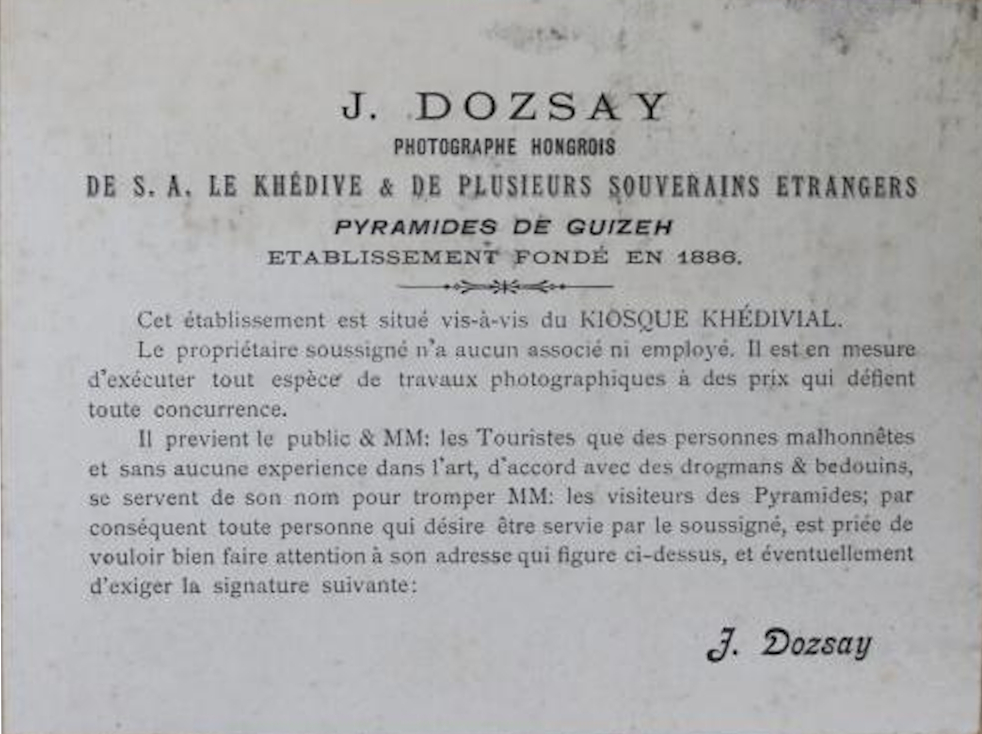 J. DOZSAY
PHOTOGRAPHE HONGROIS
DE S. A. LE KHÉDIVE & DE PLUSIEURS SOUVERAINS ETRANGERS
PYRAMIDES DE GUIZEH
ETABLISSEMENT FONDÉ EN 1886.
Cet établissement est situé vis-à-vis du KIOSQUE KHÉDIVIAL.
Le propriétaire soussigné n'a aucun associé ni employé. Il est en mesure
d'exécuter tout espèce de travaux photographiques à des prix qui défient
toute concurrence.
Il previent le public & MM: les Touristes que des personnes malhonnêtes
et sans aucune experience dans l'art, d'accord avec des drogmans & bedouins,
se servent de son nom pour tromper MM: les visiteurs des Pyramides; par
conséquent toute personne qui désire être servie par le soussigné, est priée de
vouloir bien faire attention à son adresse qui figure ci-dessus, et éventuellement
d'exiger la signature suivante:
J. Dozsay